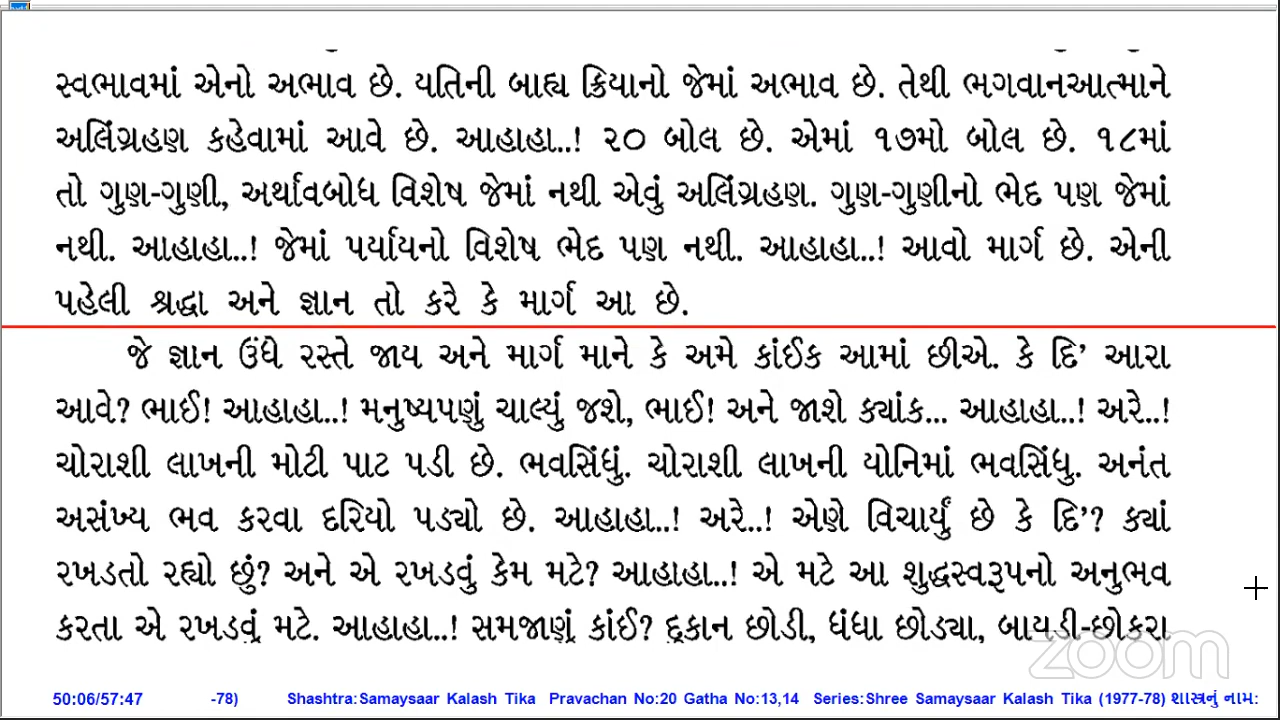 સ્વભાવમાં એનો અભાવ છે. યતિની બાહ્ય ક્રિયાનો જેમાં અભાવ છે. તેથી ભગવાનઆત્માને
અલિંગ્રહણ કહેવામાં આવે છે. આહાહા..! ૨૦ બોલ છે. એમાં ૧૭મો બોલ છે. ૧૮માં
તો ગુણ-ગુણી, અર્થાવબોધ વિશેષ જેમાં નથી એવું અલિંગ્રહણ. ગુણ-ગુણીનો ભેદ પણ જેમાં
નથી. આહાહા..! જેમાં પર્યાયનો વિશેષ ભેદ પણ નથી. આહાહા..! આવો માર્ગ છે. એની
પહેલી શ્રદ્ધા અને જ્ઞાન તો કરે કે માર્ગ આ છે.
જે જ્ઞાન ઉંધે રસ્તે જાય અને માર્ગ માને કે અમે કાંઈક આમાં છીએ. કે દિ' આરા
આવે? ભાઈ! આહાહા..! મનુષ્યપણું ચાલ્યું જશે, ભાઈ! અને જાશે ક્યાંક... આહાહા..! અરે..!
ચોરાશી લાખની મોટી પાટ પડી છે. ભવસિંધું. ચોરાશી લાખની યોનિમાં ભવસિંધુ. અનંત
અસંખ્ય ભવ કરવા દરિયો પડ્યો છે. આહાહા..! અરે..! એણે વિચાર્યું છે કે દિ'? ક્યાં
રખડતો રહ્યો છું? અને એ રખડવું કેમ મટે? આહાહા..! એ મટે આ શુદ્ધસ્વરૂપનો અનુભવ
કરતા એ રખડવું મટે. આહાહા..! સમજાણું કાંઈ? દુકાન છોડી, ધંધા છોડ્યા, બાયડી-છોકરા
zoom
50:06/57:47 -78) Shashtra:Samaysaar Kalash Tika Pravachan No:20 Gatha No:13,14 Series:Shree Samaysaar Kalash Tika (1977-78) શાસ્ત્રનું નામ: